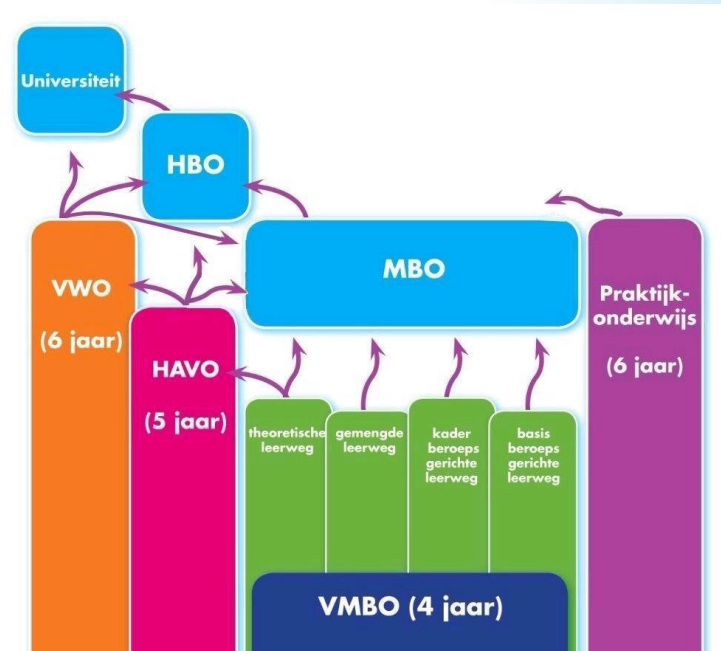 Universiteit
HBO
MBO
VWO
(6 jaar)
HAVO
(5 jaar)
theoretische
leerweg
gemengde
leerweg
kader
beroeps
gerichte
leerweg
basis
beroeps
gerichte
leerweg
Praktijk-
onderwijs
(6 jaar)
VMBO (4 jaar)